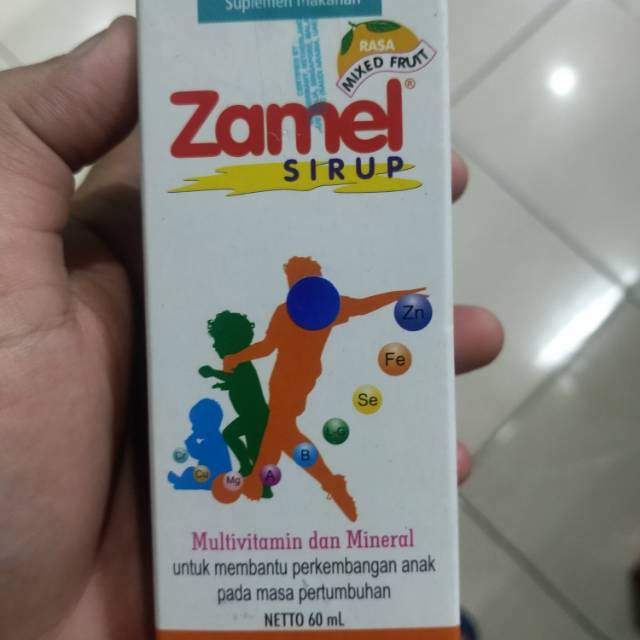 Suplemen Makanan
RASA
MIXED FRUIT
Zamel®
SIRUP
Zn
Fe
Se
B
A
Mg
Cu
Multivitamin dan Mineral
untuk membantu perkembangan anak
pada masa pertumbuhan
NETTO 60 mL